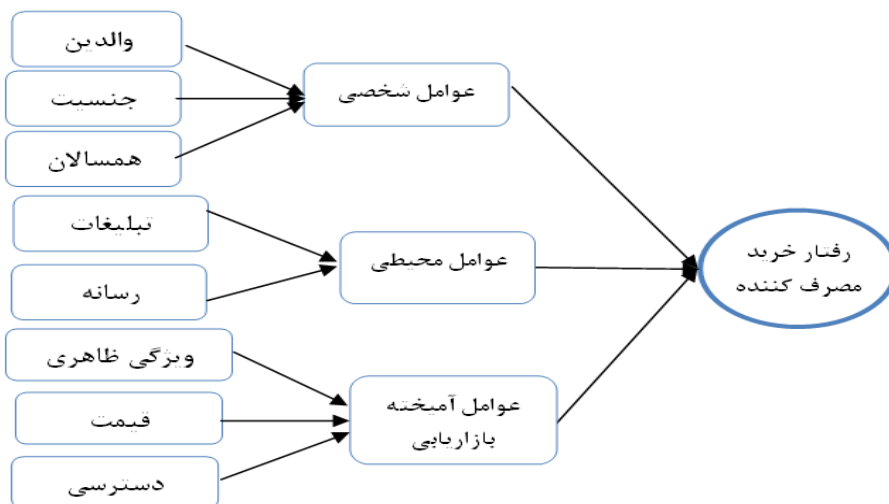 والدین
جنسیت
همسالان
عوامل شخصی
تبلیغات
رسانه
عوامل محیطی
ویژگی ظاهری
قیمت
دسترسی
عوامل آمیخته
بازاریابی
رفتار خرید
مصرف کننده